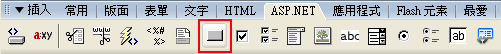 插入 常用 版面 表單 文字 HTML ASP.NET 應用程式 Flash 元素 最愛
a:xy <%# %> abc